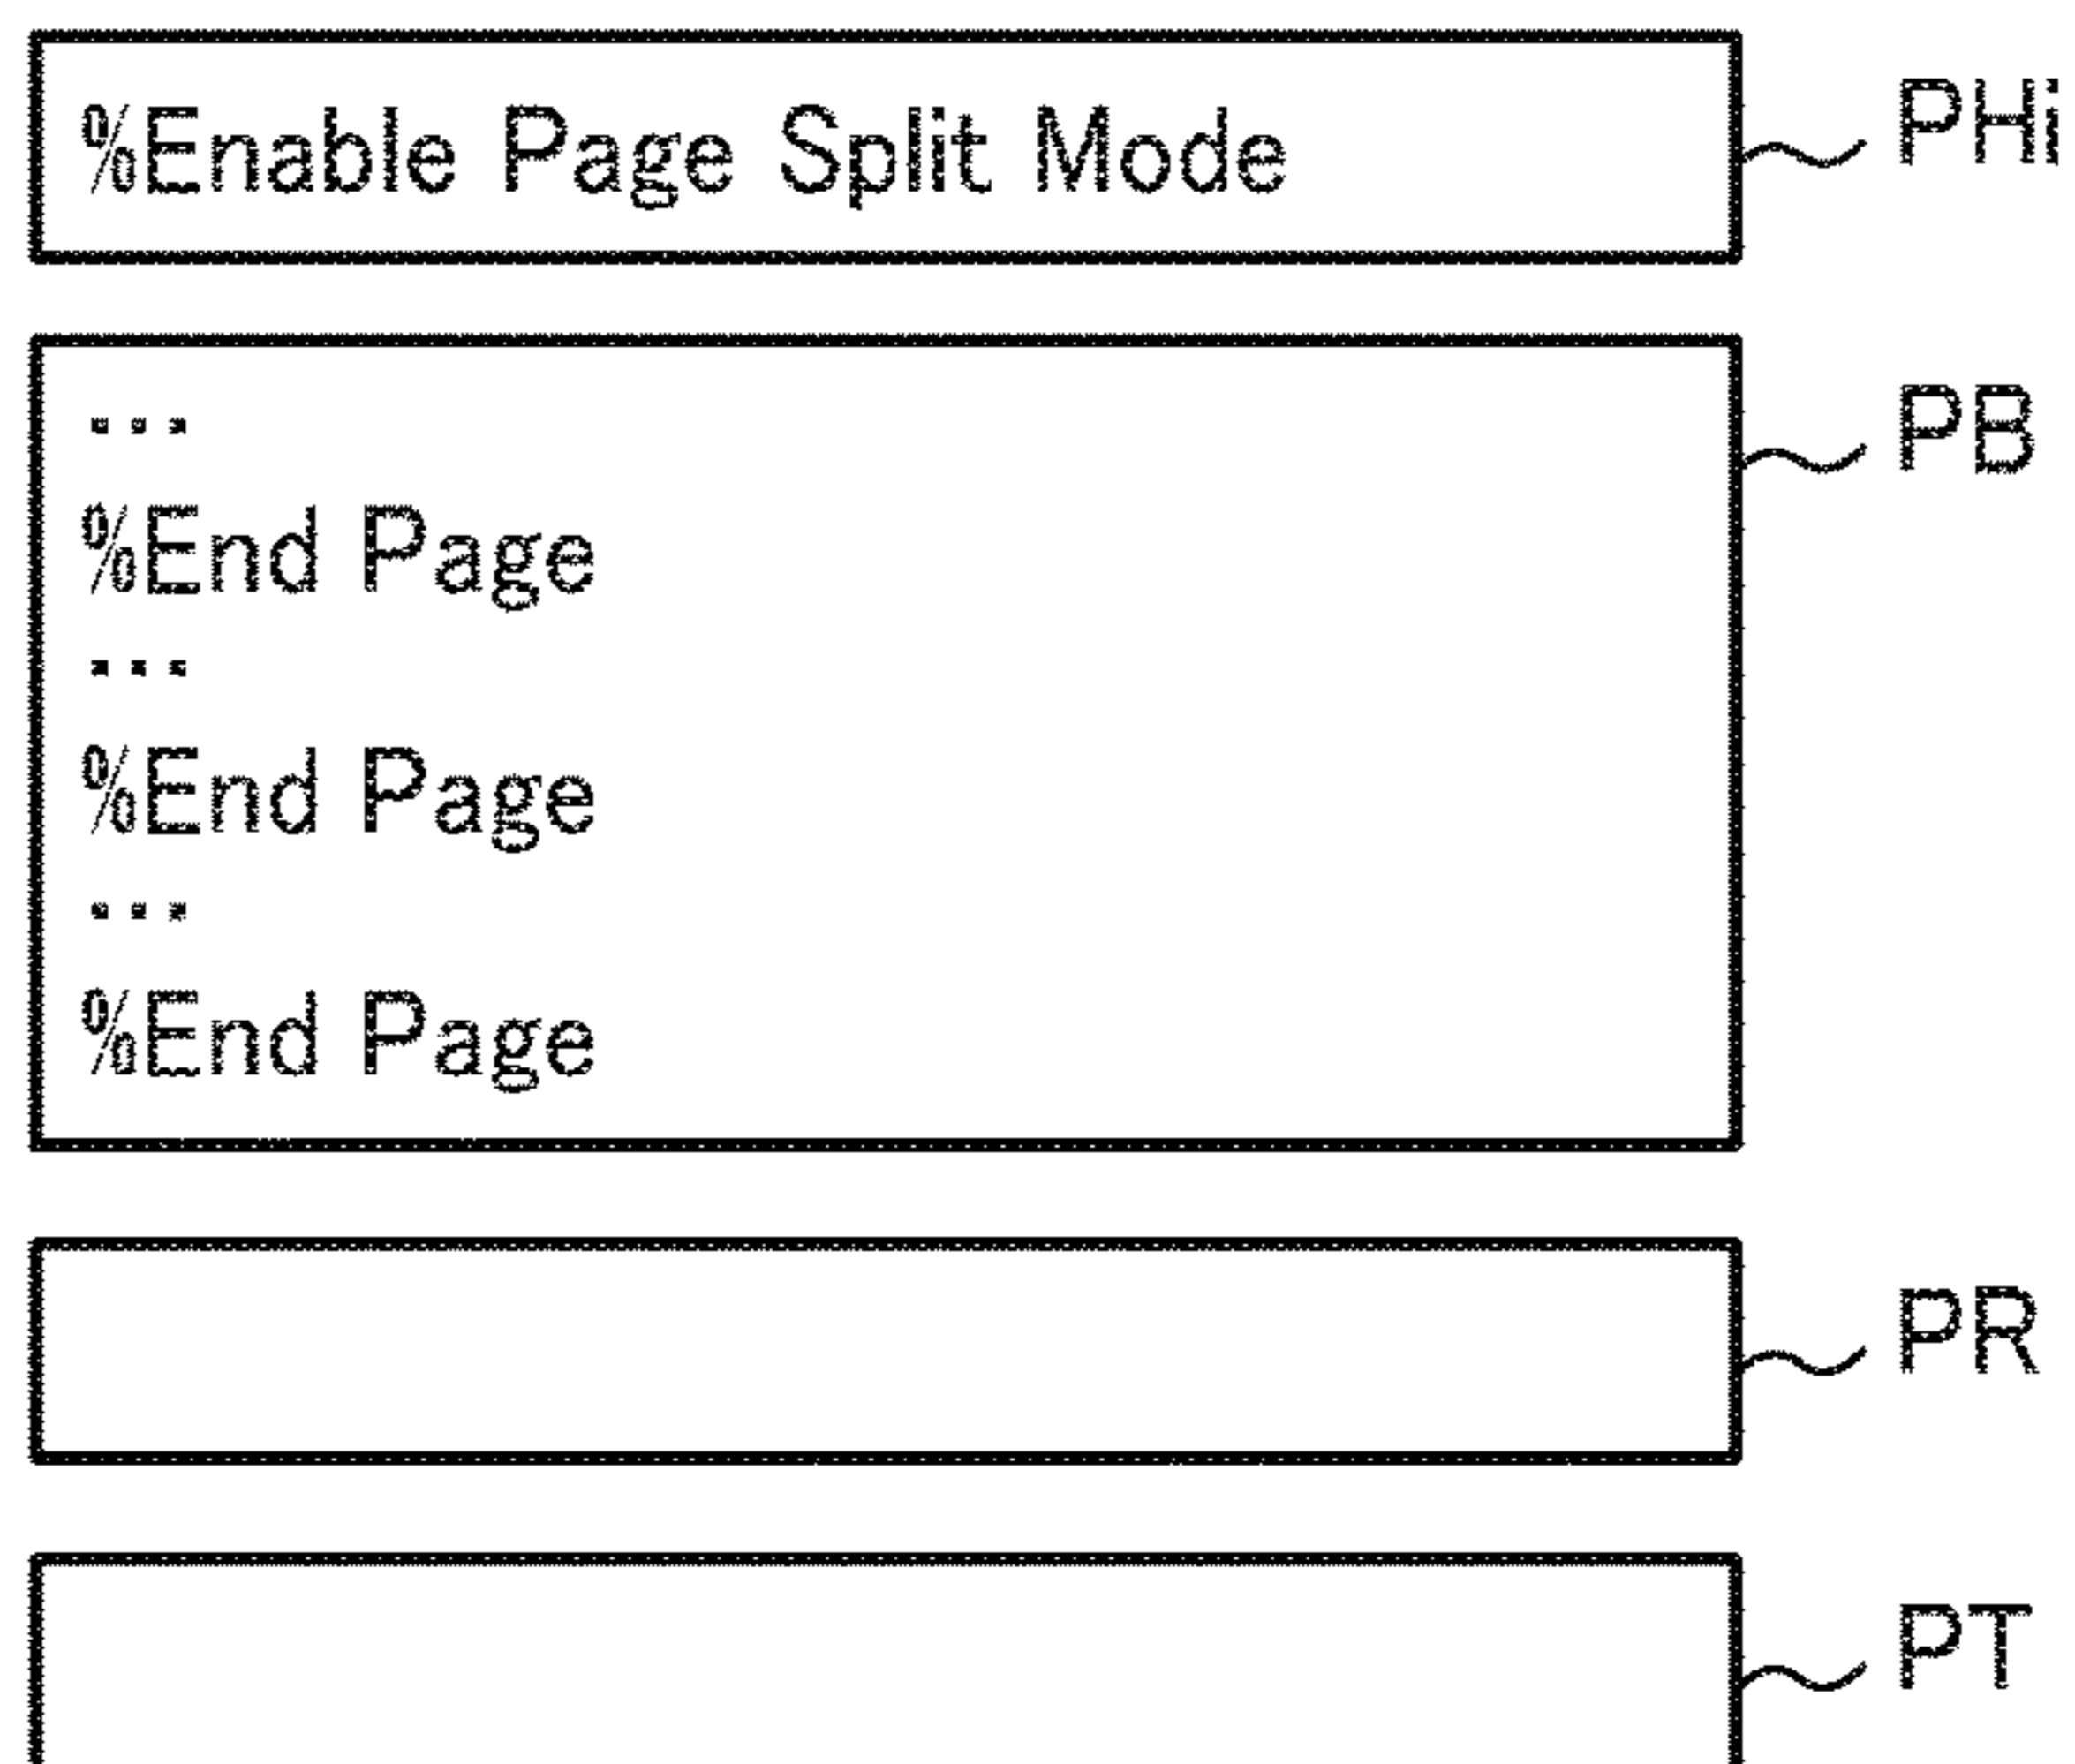 %Enable Page Split Mode PHi
... PB
%End Page
...
%End Page
...
%End Page
PR
PT